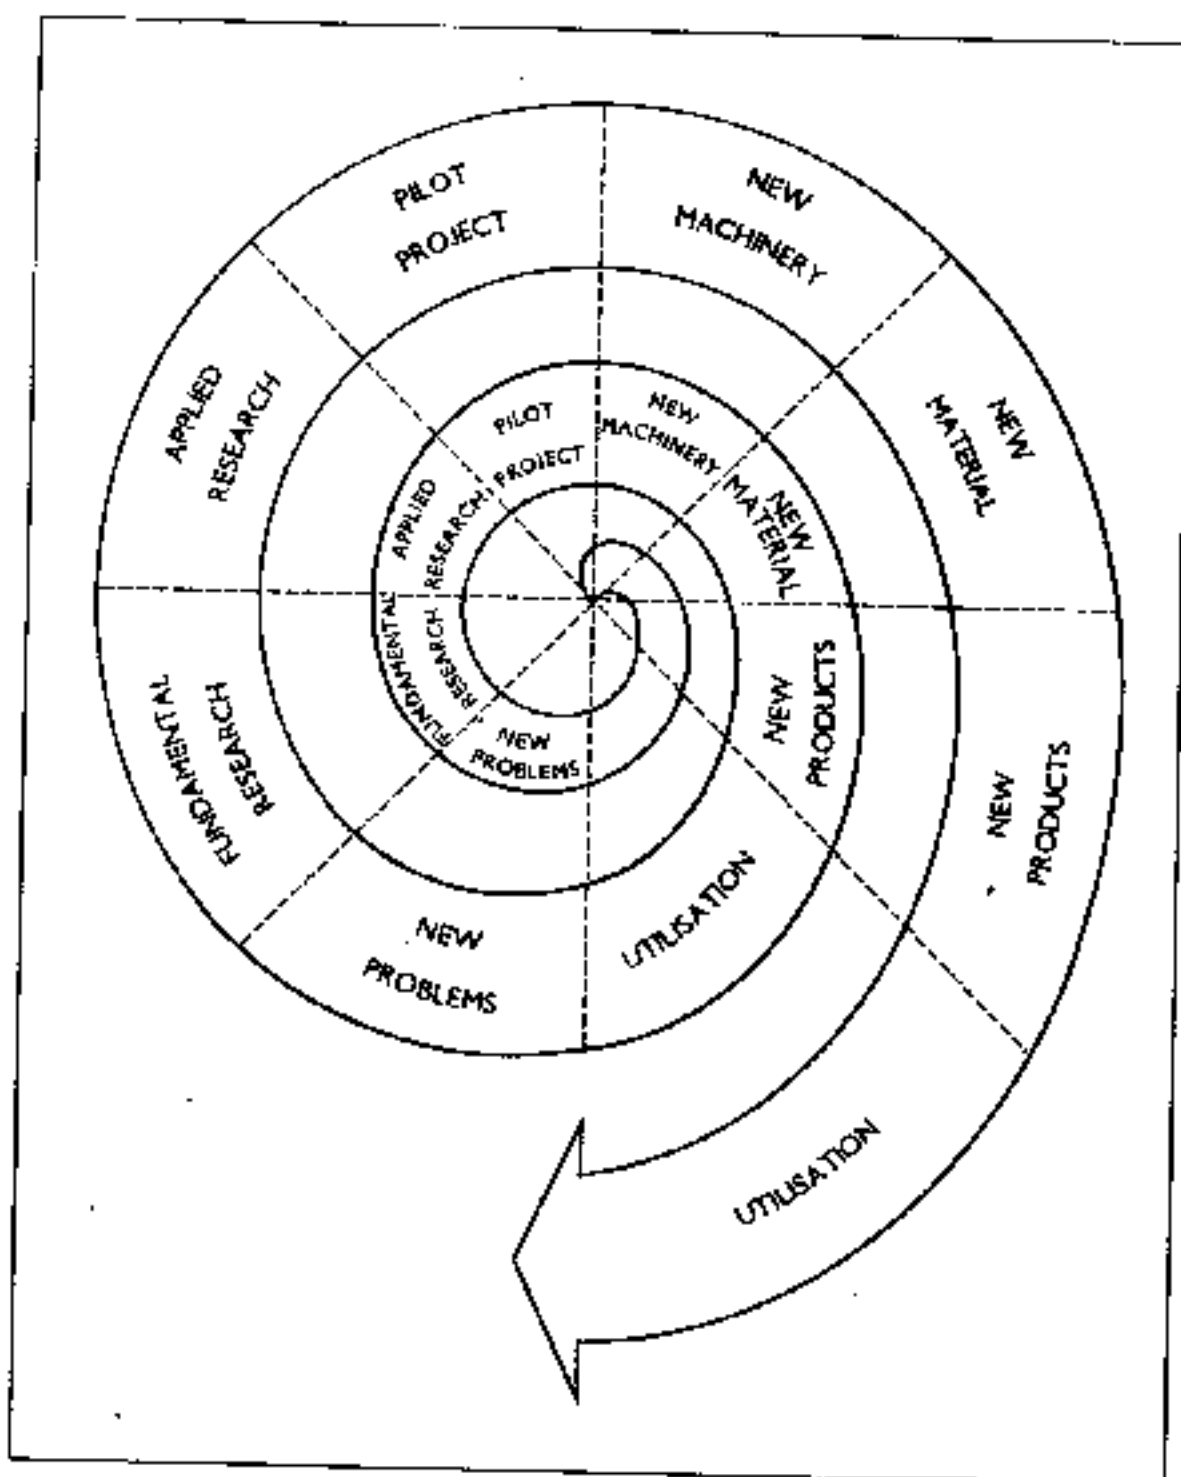 NEW
PROBLEMS
FUNDAMENTAL
RESEARCH
APPLIED
RESEARCH
PILOT
PROJECT
NEW
MACHINERY
NEW
MATERIAL
NEW
PRODUCTS
UTILISATION
NEW
PROBLEMS
FUNDAMENTAL
RESEARCH
APPLIED
RESEARCH
PILOT
PROJECT
NEW
MACHINERY
NEW
MATERIAL
NEW
PRODUCTS
UTILISATION